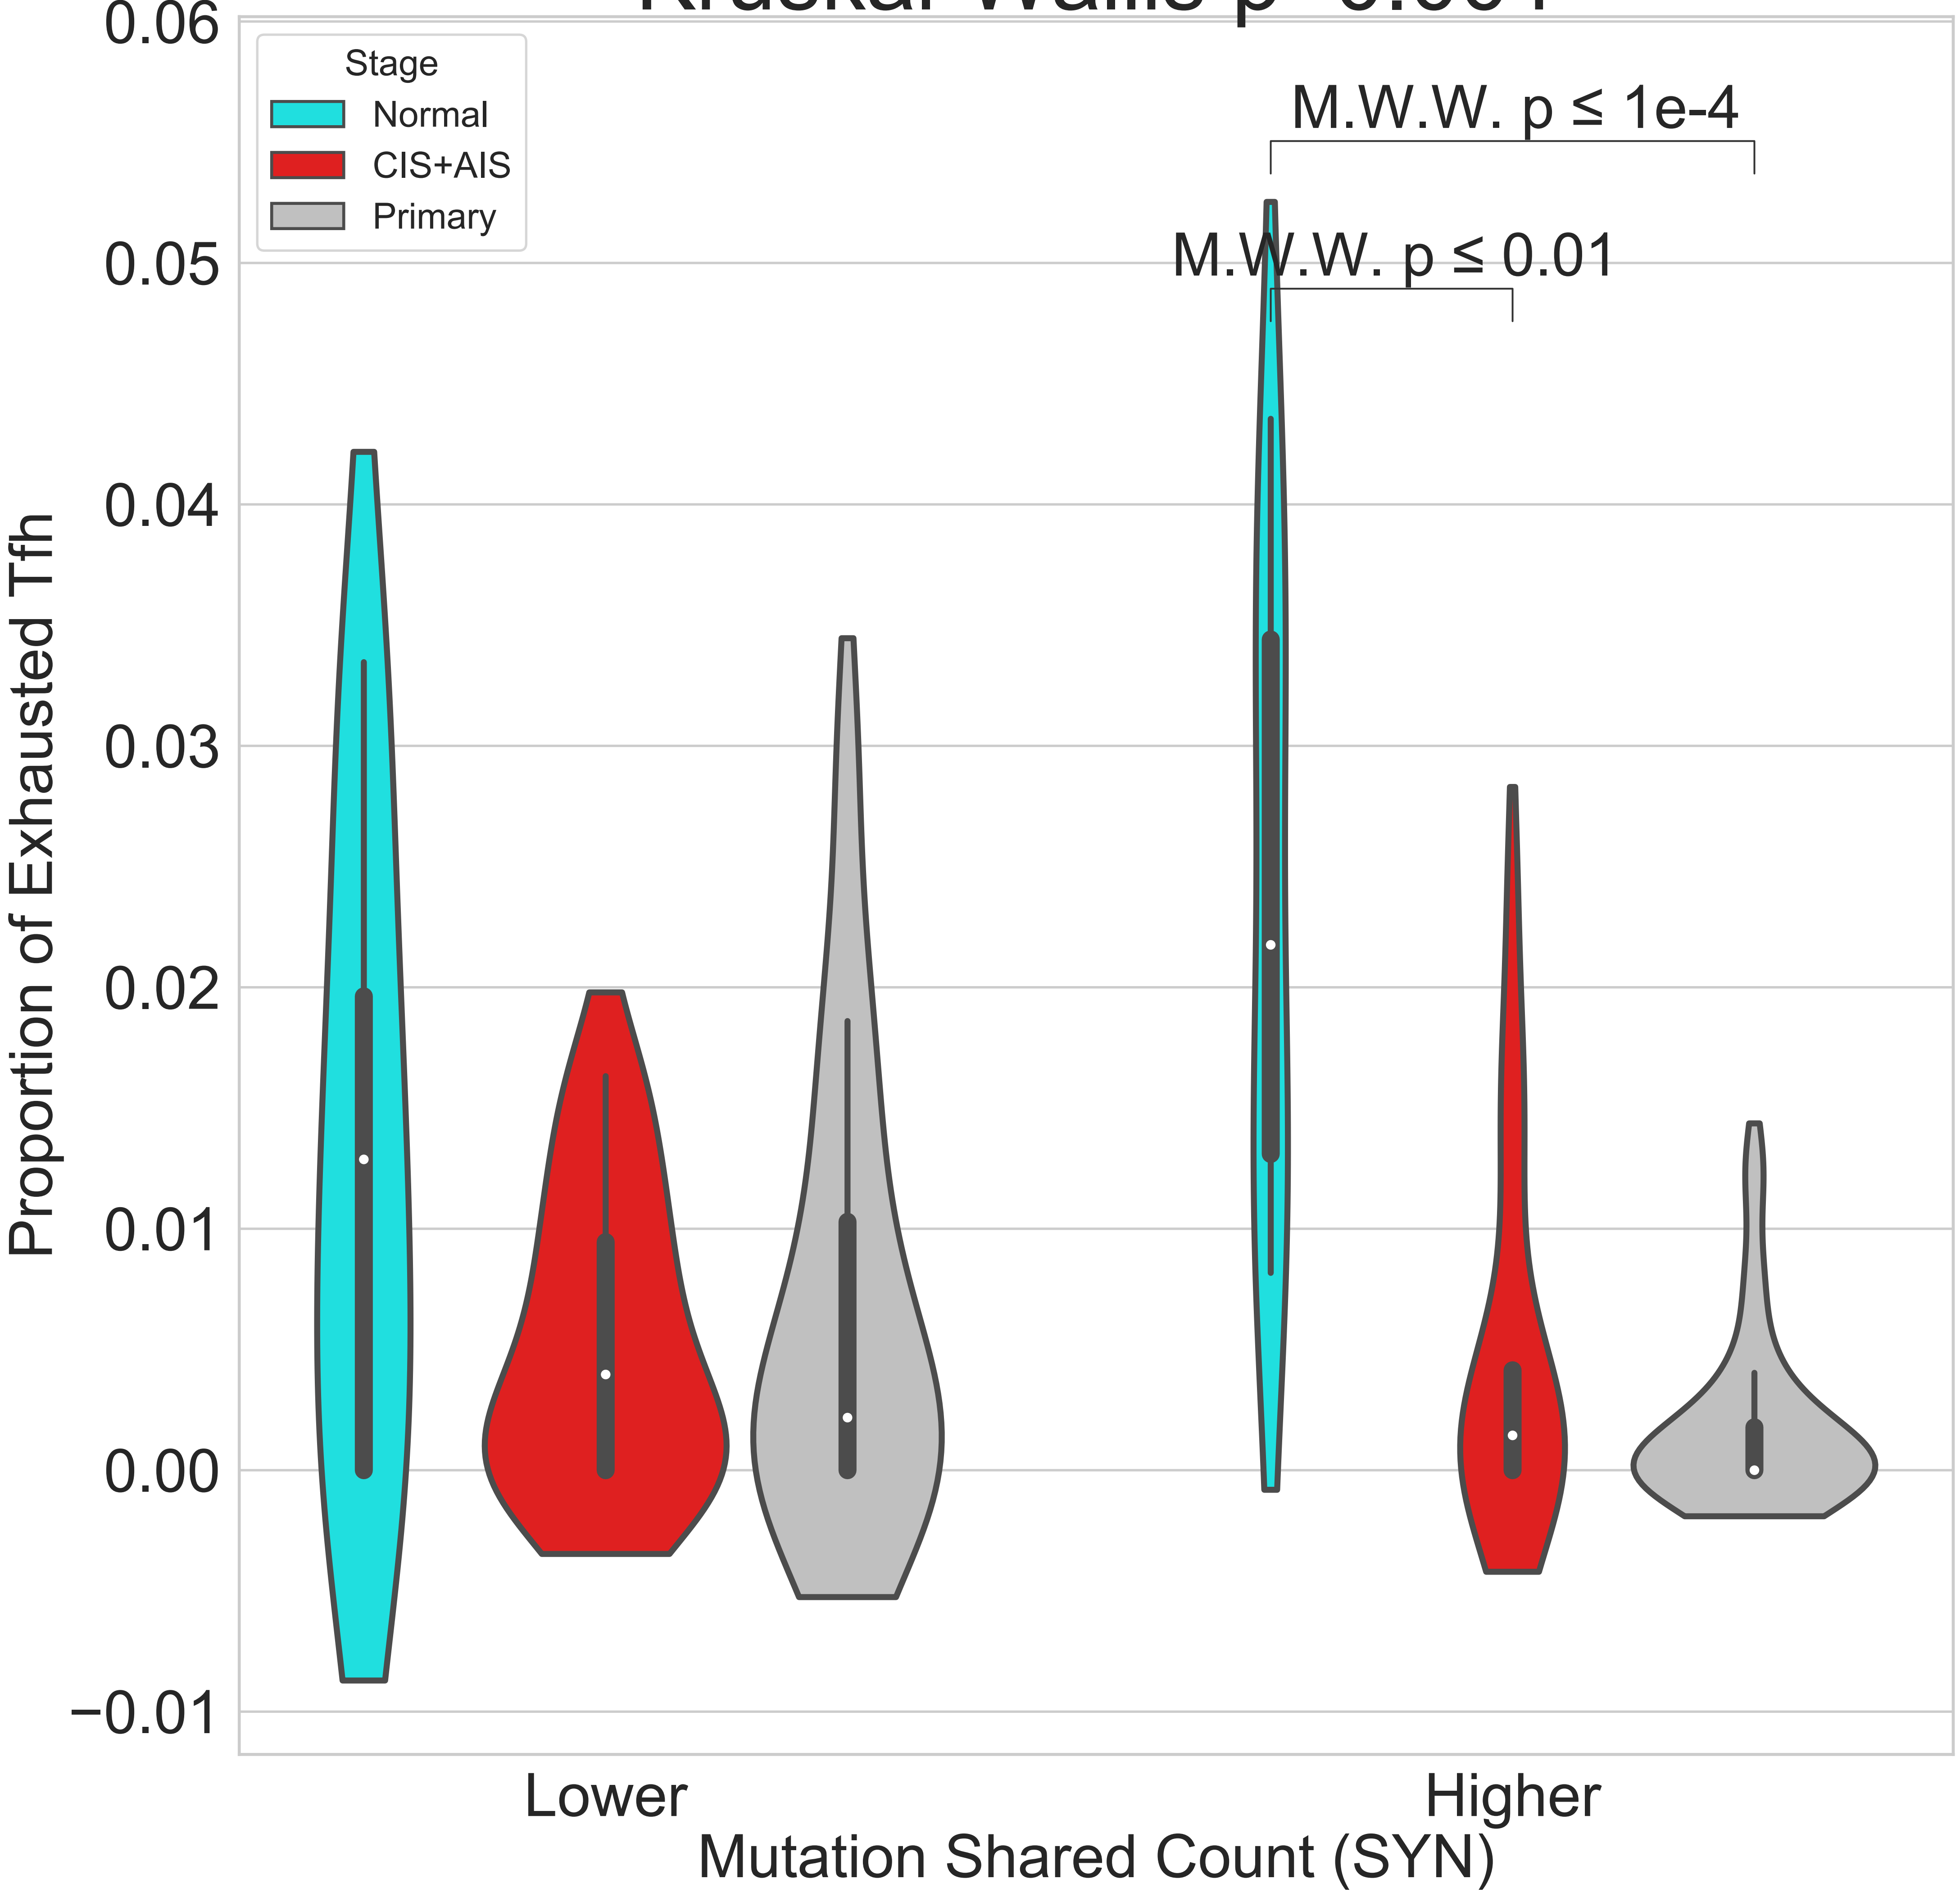 0.06
0.05
0.04
0.03
0.02
0.01
0.00
−0.01
Proportion of Exhausted Tfh
Stage
Normal
CIS+AIS
Primary
M.W.W. p ≤ 1e-4
M.W.W. p ≤ 0.01
Lower
Higher
Mutation Shared Count (SYN)